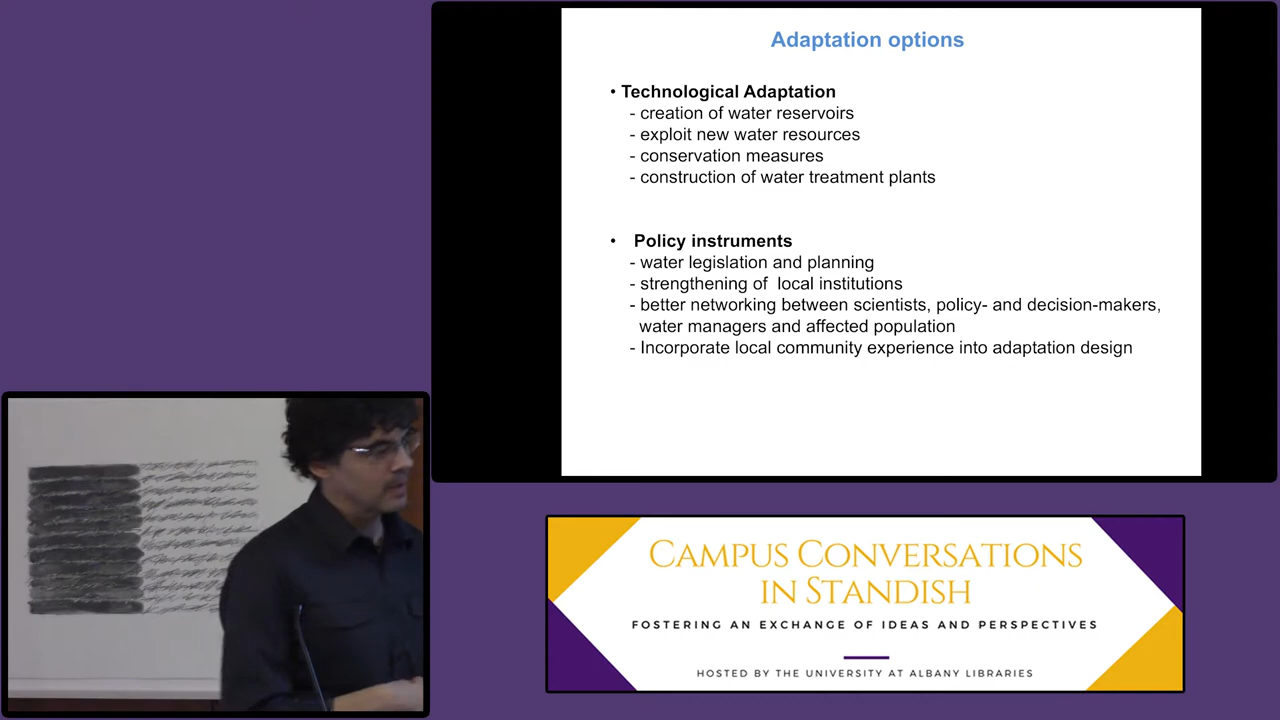 Adaptation options
• Technological Adaptation
- creation of water reservoirs
- exploit new water resources
- conservation measures
- construction of water treatment plants
• Policy instruments
- water legislation and planning
- strengthening of local institutions
- better networking between scientists, policy- and decision-makers,
water managers and affected population
- Incorporate local community experience into adaptation design
CAMPUS CONVERSATIONS
IN STANDISH
FOSTERING AN EXCHANGE OF IDEAS AND PERSPECTIVES
HOSTED BY THE UNIVERSITY AT ALBANY LIBRARIES